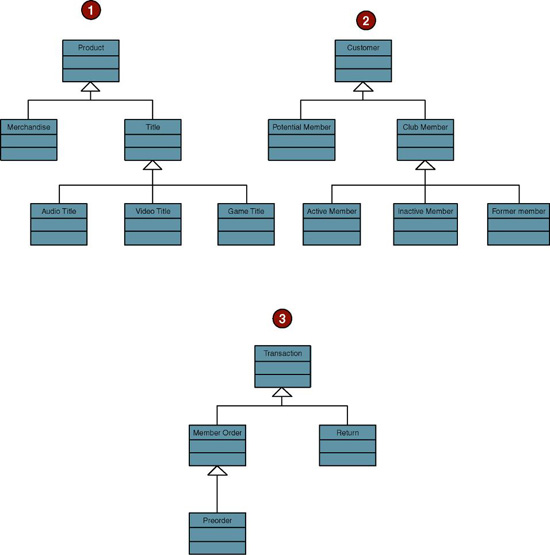 1
Product
Merchandise
Title
Audio Title
Video Title
Game Title
2
Customer
Potential Member
Club Member
Active Member
Inactive Member
Former member
3
Transaction
Member Order
Return
Preorder